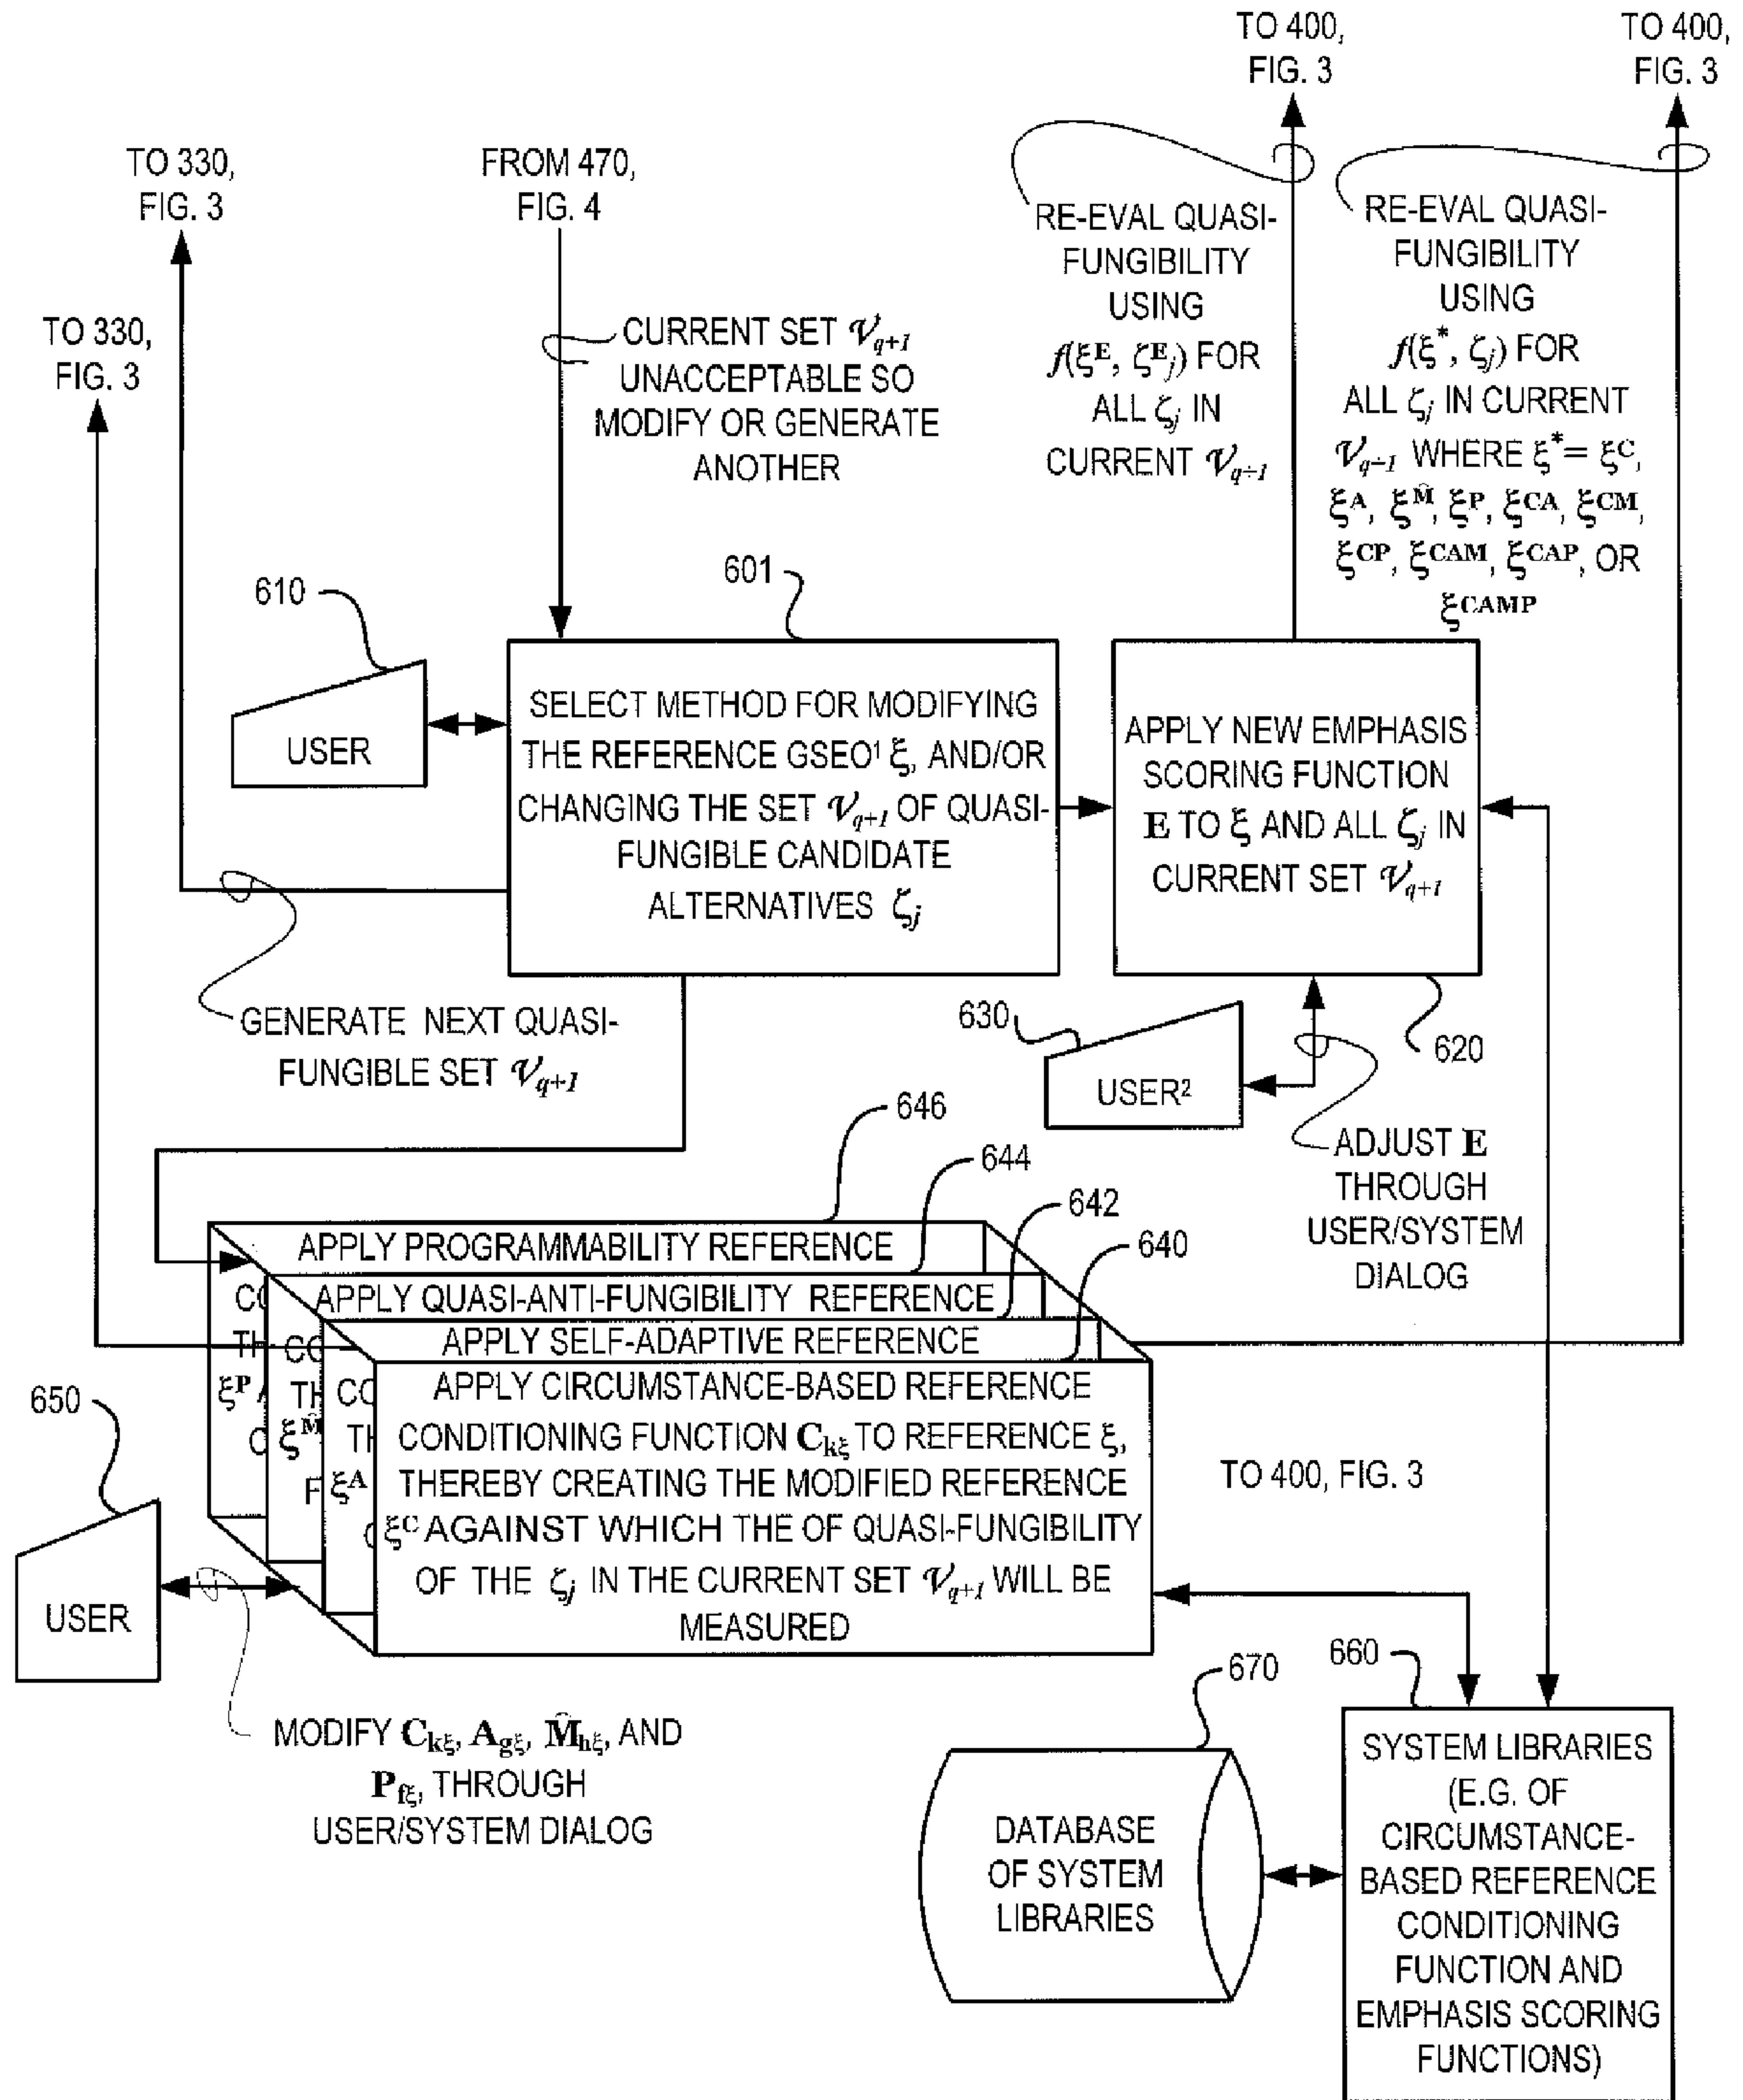 TO 400,
FIG. 3
TO 400,
FIG. 3
TO 330,
FIG. 3
FROM 470,
FIG. 4
TO 330,
FIG. 3
CURRENT SET 𝒱q+1
UNACCEPTABLE SO
MODIFY OR GENERATE
ANOTHER
RE-EVAL QUASI-
FUNGIBILITY
USING
f(ξᴱ, ζᴱj) FOR
ALL ζj IN
CURRENT 𝒱q+1
RE-EVAL QUASI-
FUNGIBILITY
USING
f(ξ*, ζj) FOR
ALL ζj IN CURRENT
𝒱q+1 WHERE ξ* = ξC,
ξA, ξM̂, ξP, ξCA, ξCM,
ξCP, ξCAM, ξCAP, OR
ξCAMP
610
601
USER
SELECT METHOD FOR MODIFYING
THE REFERENCE GSEO¹ ξ, AND/OR
CHANGING THE SET 𝒱q+1 OF QUASI-
FUNGIBLE CANDIDATE
ALTERNATIVES ζj
APPLY NEW EMPHASIS
SCORING FUNCTION
E TO ξ AND ALL ζj IN
CURRENT SET 𝒱q+1
GENERATE NEXT QUASI-
FUNGIBLE SET 𝒱q+1
630
USER²
620
ADJUST E
THROUGH
USER/SYSTEM
DIALOG
646
644
642
640
APPLY PROGRAMMABILITY REFERENCE
CO
TH
ξP A
C
APPLY QUASI-ANTI-FUNGIBILITY REFERENCE
CO
TH
ξM̂
F
APPLY SELF-ADAPTIVE REFERENCE
CO
TH
ξA
C
APPLY CIRCUMSTANCE-BASED REFERENCE
CONDITIONING FUNCTION Ckξ TO REFERENCE ξ,
THEREBY CREATING THE MODIFIED REFERENCE
ξC AGAINST WHICH THE OF QUASI-FUNGIBILITY
OF THE ζj IN THE CURRENT SET 𝒱q+1 WILL BE
MEASURED
TO 400, FIG. 3
650
USER
MODIFY Ckξ, Agξ, M̂hξ, AND
Pfξ, THROUGH
USER/SYSTEM DIALOG
670
DATABASE
OF SYSTEM
LIBRARIES
660
SYSTEM LIBRARIES
(E.G. OF
CIRCUMSTANCE-
BASED REFERENCE
CONDITIONING
FUNCTION AND
EMPHASIS SCORING
FUNCTIONS)